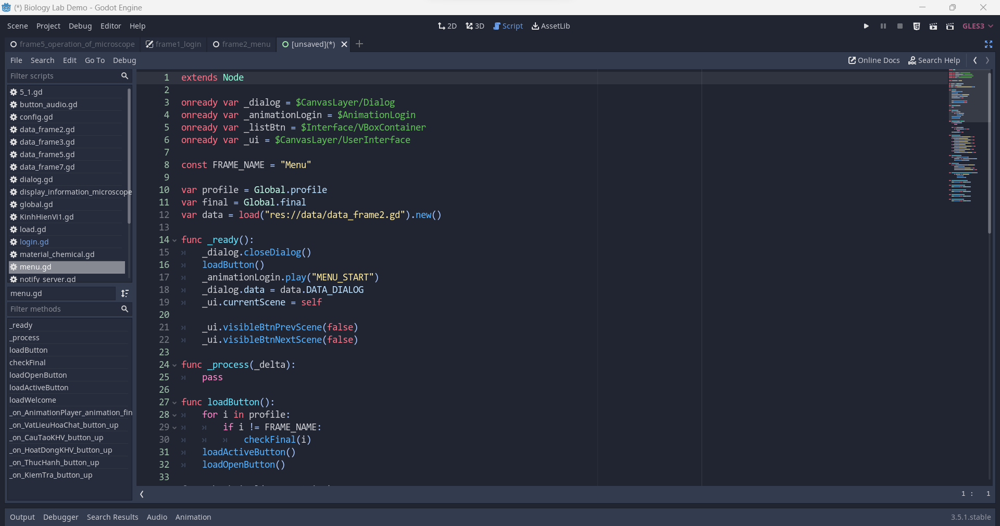 (*) Biology Lab Demo - Godot Engine
Scene Project Debug Editor Help
2D 3D Script AssetLib
GLES3
frame5_operation_of_microscope frame1_login frame2_menu [unsaved](*)
File Search Edit Go To Debug
Online Docs Search Help
Filter scripts
5_1.gd
button_audio.gd
config.gd
data_frame2.gd
data_frame3.gd
data_frame5.gd
data_frame7.gd
dialog.gd
display_information_microscope
global.gd
KinhHienVi1.gd
load.gd
login.gd
material_chemical.gd
menu.gd
notify_server.gd
menu.gd
Filter methods
_ready
_process
loadButton
checkFinal
loadOpenButton
loadActiveButton
loadWelcome
_on_AnimationPlayer_animation_fin
_on_VatLieuHoaChat_button_up
_on_CauTaoKHV_button_up
_on_HoatDongKHV_button_up
_on_ThucHanh_button_up
_on_KiemTra_button_up
1 extends Node
2
3 onready var _dialog = $CanvasLayer/Dialog
4 onready var _animationLogin = $AnimationLogin
5 onready var _listBtn = $Interface/VBoxContainer
6 onready var _ui = $CanvasLayer/UserInterface
7
8 const FRAME_NAME = "Menu"
9
10 var profile = Global.profile
11 var final = Global.final
12 var data = load("res://data/data_frame2.gd").new()
13
14 func _ready():
15 _dialog.closeDialog()
16 loadButton()
17 _animationLogin.play("MENU_START")
18 _dialog.data = data.DATA_DIALOG
19 _ui.currentScene = self
20
21 _ui.visibleBtnPrevScene(false)
22 _ui.visibleBtnNextScene(false)
23
24 func _process(_delta):
25 pass
26
27 func loadButton():
28 for i in profile:
29 if i != FRAME_NAME:
30 checkFinal(i)
31 loadActiveButton()
32 loadOpenButton()
33
1 : 1
Output Debugger Search Results Audio Animation
3.5.1.stable